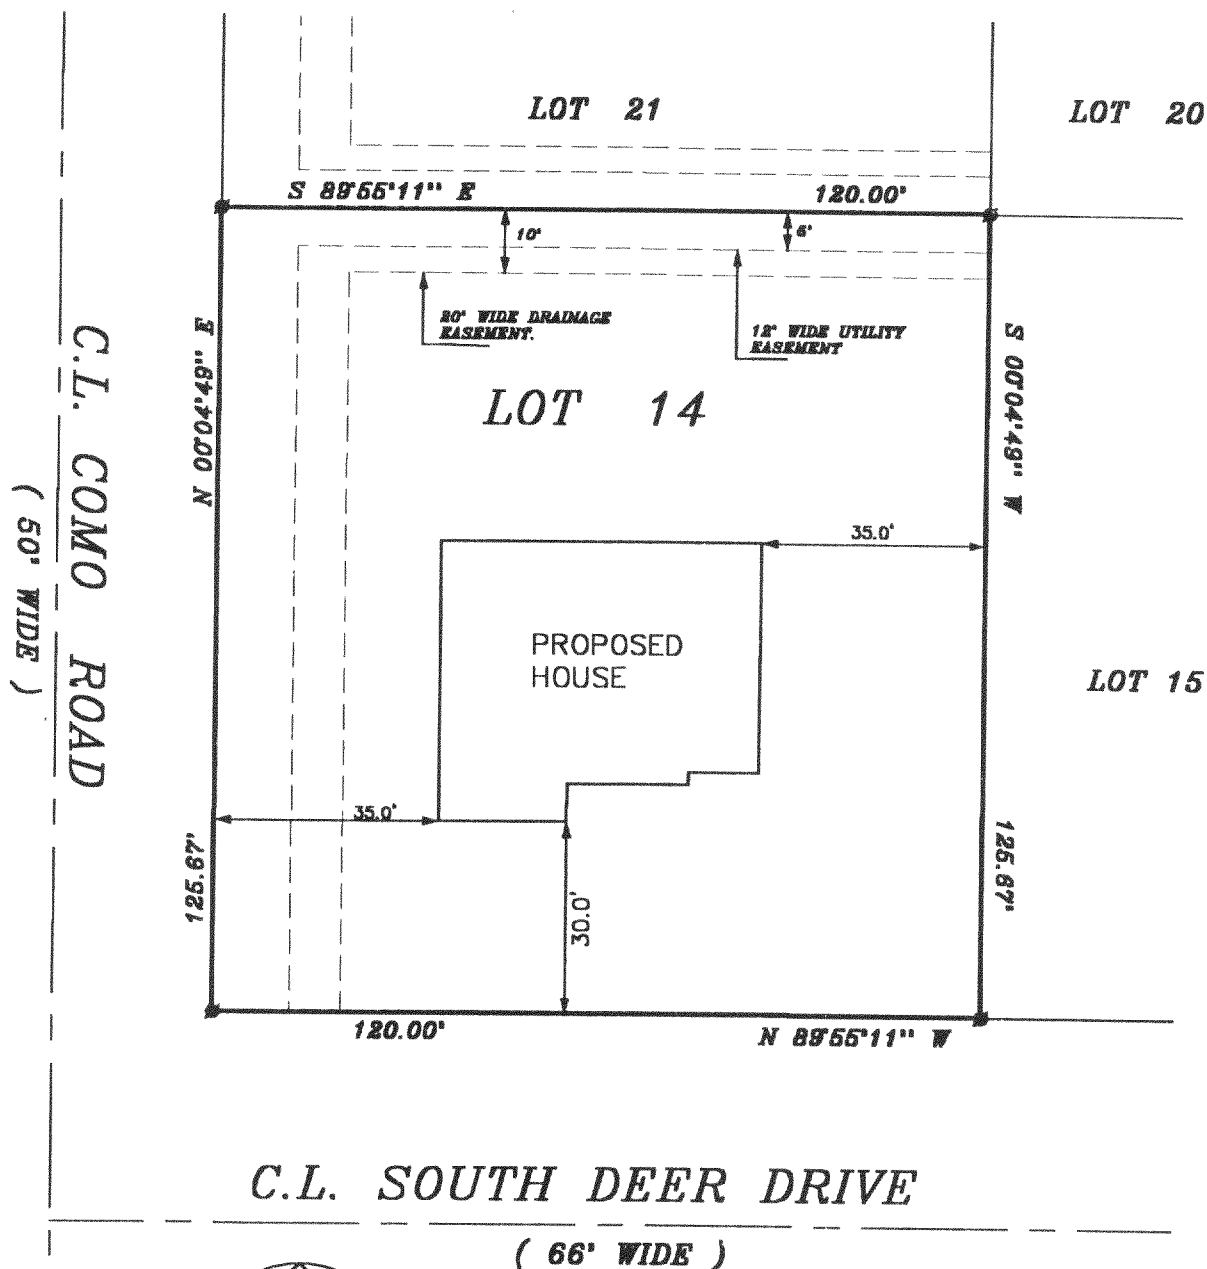 LOT 21
LOT 20
S 89°55'11" E
120.00'
10'
6'
20' WIDE DRAINAGE
EASEMENT.
12' WIDE UTILITY
EASEMENT
N 00°04'49" E
S 00°04'49" W
LOT 14
C.L. COMO ROAD
( 50' WIDE )
35.0'
PROPOSED
HOUSE
LOT 15
35.0'
125.67'
125.67'
30.0'
120.00'
N 89°55'11" W
C.L. SOUTH DEER DRIVE
( 66' WIDE )